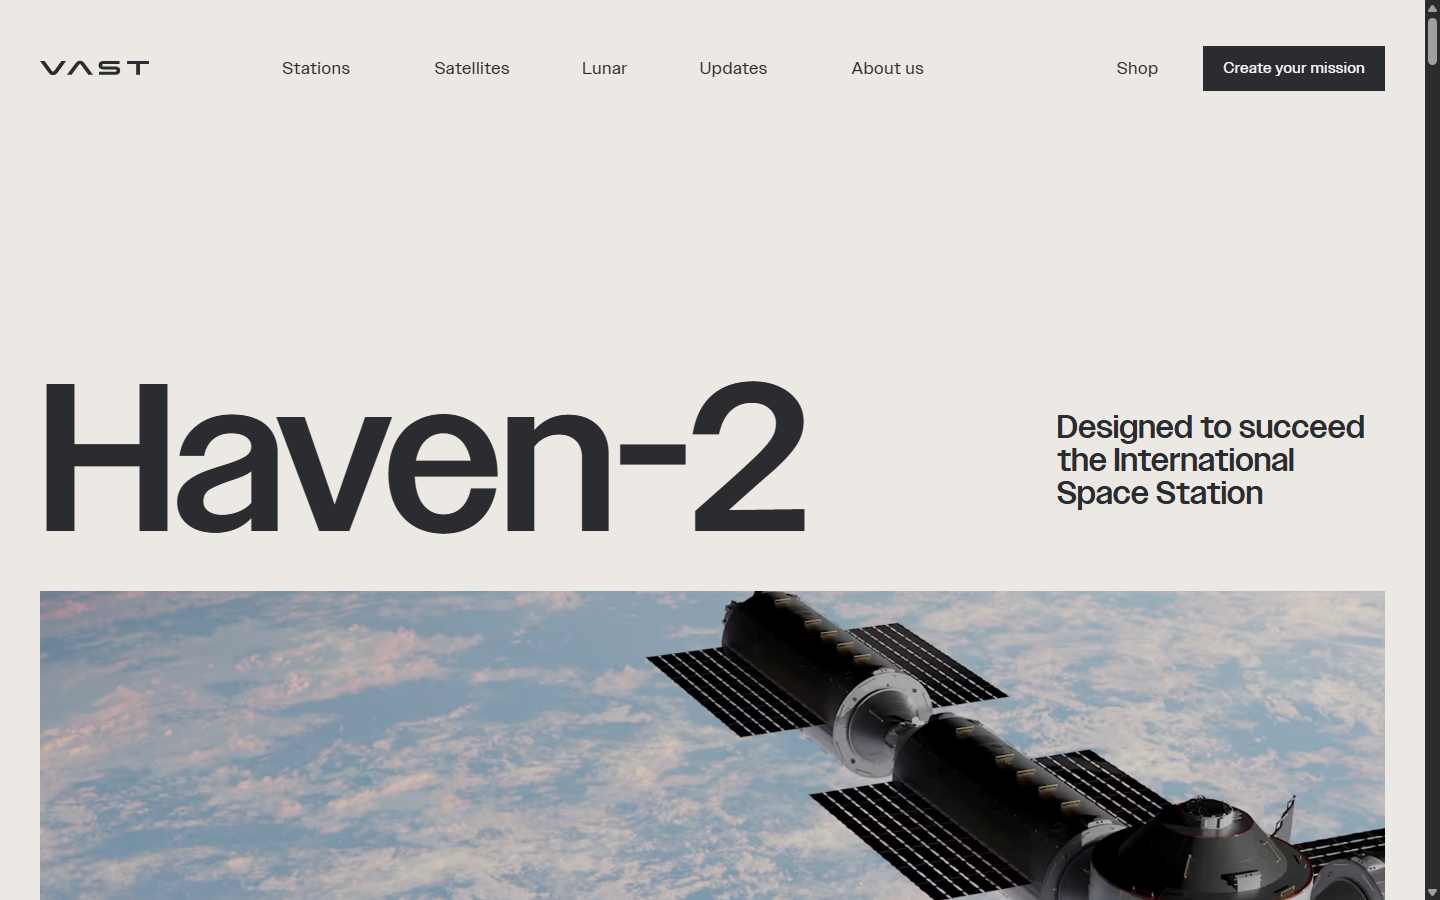 VAST
Stations
Satellites
Lunar
Updates
About us
Shop
Create your mission
Haven-2
Designed to succeed
the International
Space Station